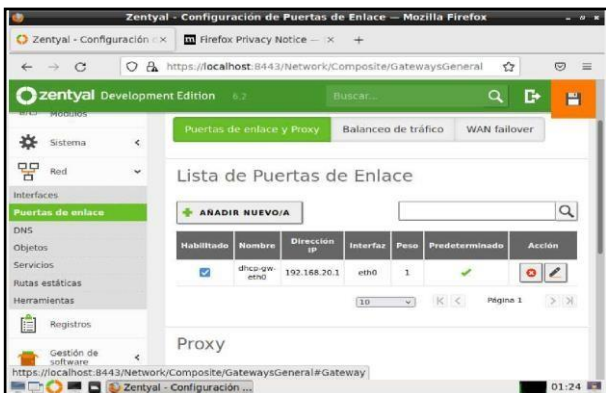 Zentyal - Configuración de Puertas de Enlace — Mozilla Firefox
Zentyal - Configuración d × Firefox Privacy Notice — × +
https://localhost:8443/Network/Composite/GatewaysGeneral
zentyal Development Edition 6.2 Buscar...
Módulos
Sistema
Red
Interfaces
Puertas de enlace
DNS
Objetos
Servicios
Rutas estáticas
Herramientas
Registros
Gestión de software
Puertas de enlace y Proxy Balanceo de tráfico WAN failover
Lista de Puertas de Enlace
AÑADIR NUEVO/A
Habilitado Nombre Dirección IP Interfaz Peso Predeterminado Acción
dhcp-gw-eth0 192.168.20.1 eth0 1
10 Página 1
Proxy
https://localhost:8443/Network/Composite/GatewaysGeneral#Gateway
Zentyal - Configuración ... 01:24